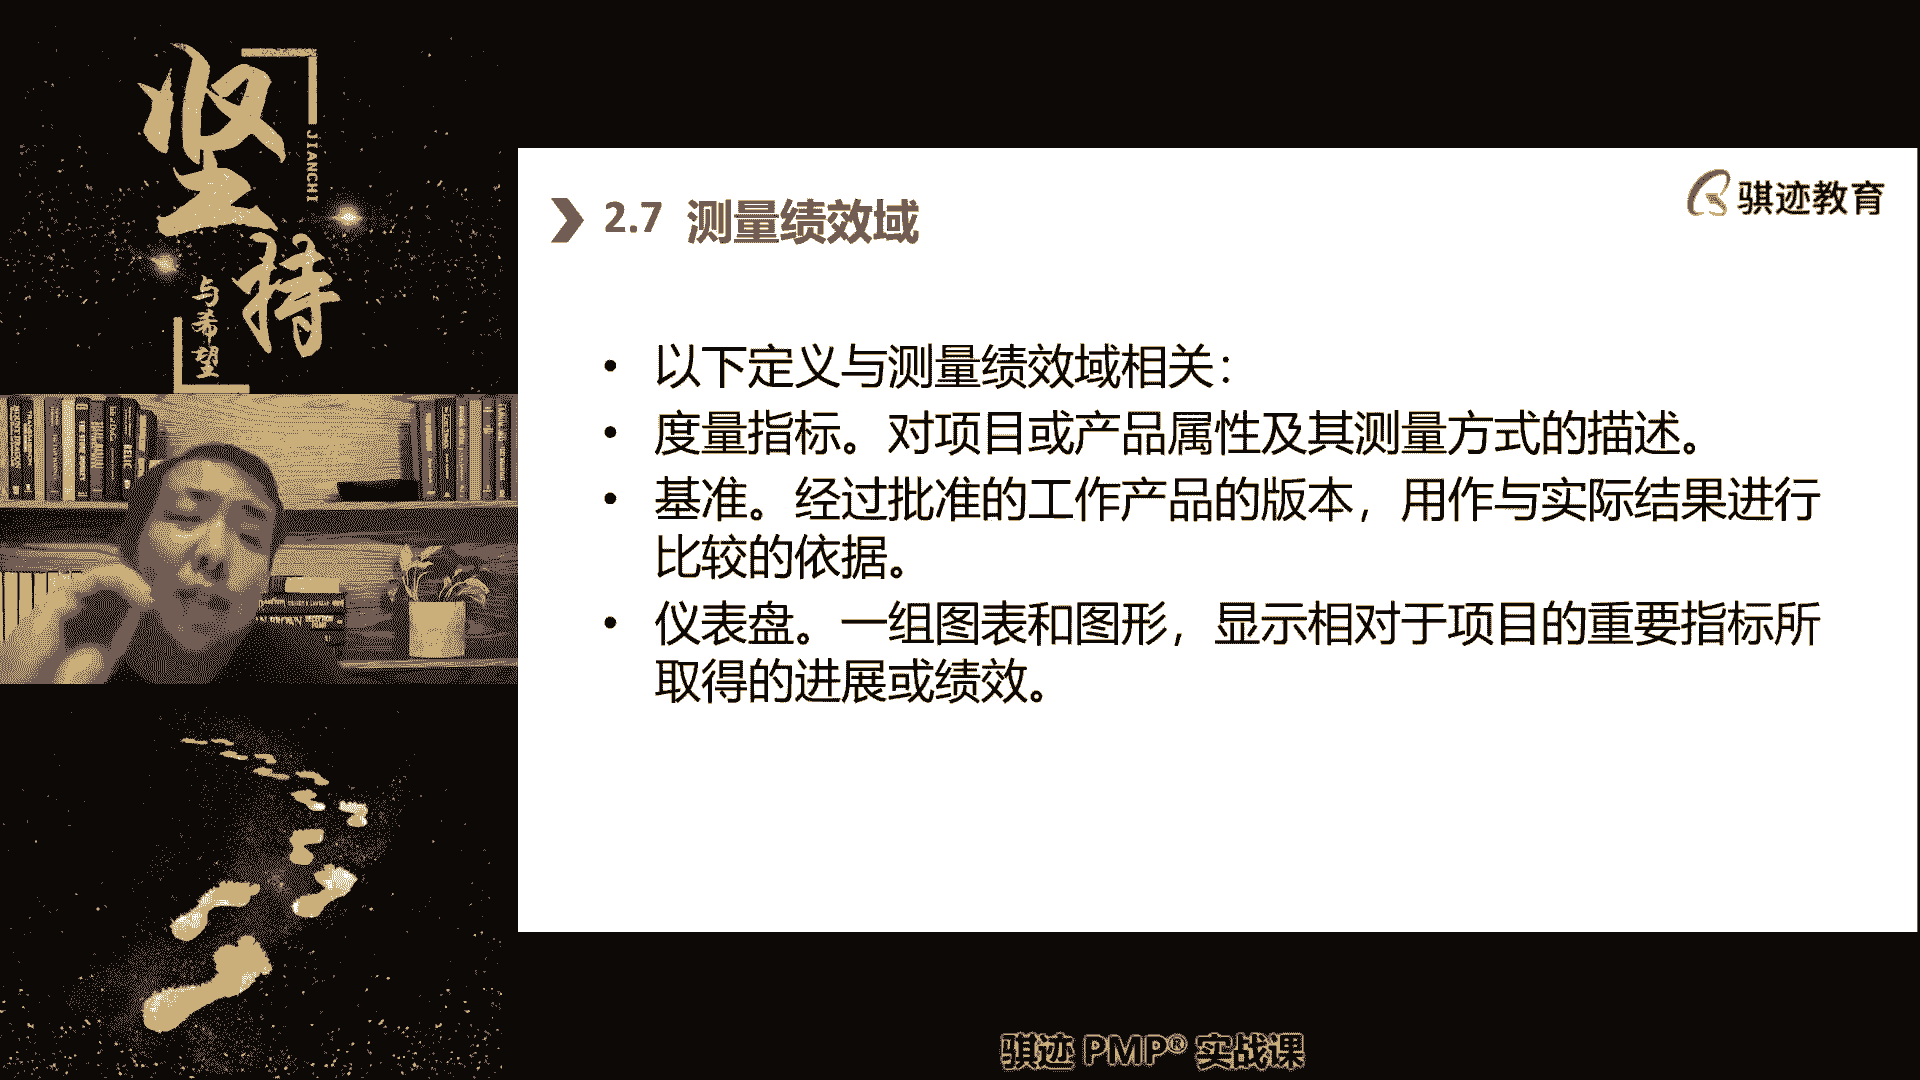 坚持
JIANCHI
与希望
骐迹教育
2.7 测量绩效域
• 以下定义与测量绩效域相关：
• 度量指标。对项目或产品属性及其测量方式的描述。
• 基准。经过批准的工作产品的版本，用作与实际结果进行
比较的依据。
• 仪表盘。一组图表和图形，显示相对于项目的重要指标所
取得的进展或绩效。
骐迹 PMP® 实战课